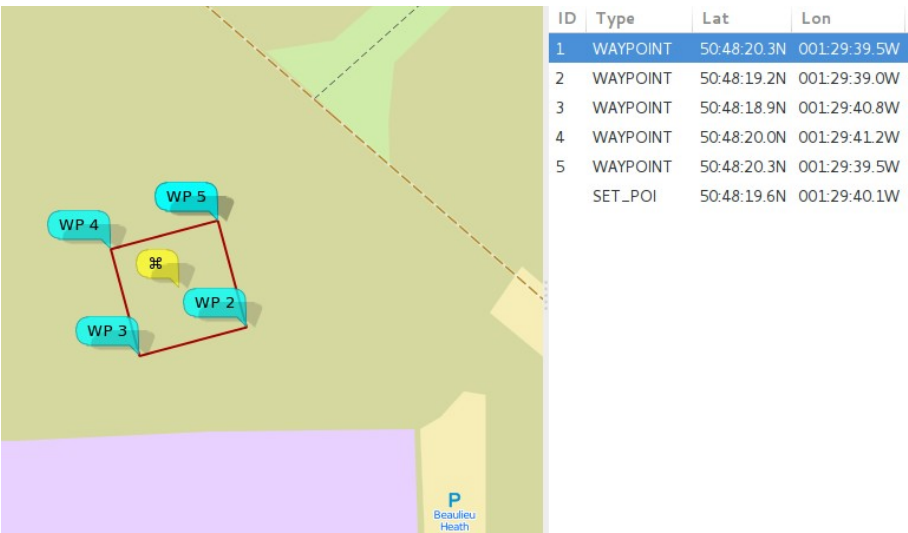 ID Type Lat Lon
1 WAYPOINT 50:48:20.3N 001:29:39.5W
2 WAYPOINT 50:48:19.2N 001:29:39.0W
3 WAYPOINT 50:48:18.9N 001:29:40.8W
4 WAYPOINT 50:48:20.0N 001:29:41.2W
5 WAYPOINT 50:48:20.3N 001:29:39.5W
SET_POI 50:48:19.6N 001:29:40.1W
WP 5
WP 4
⌘
WP 2
WP 3
P
Beaulieu
Heath